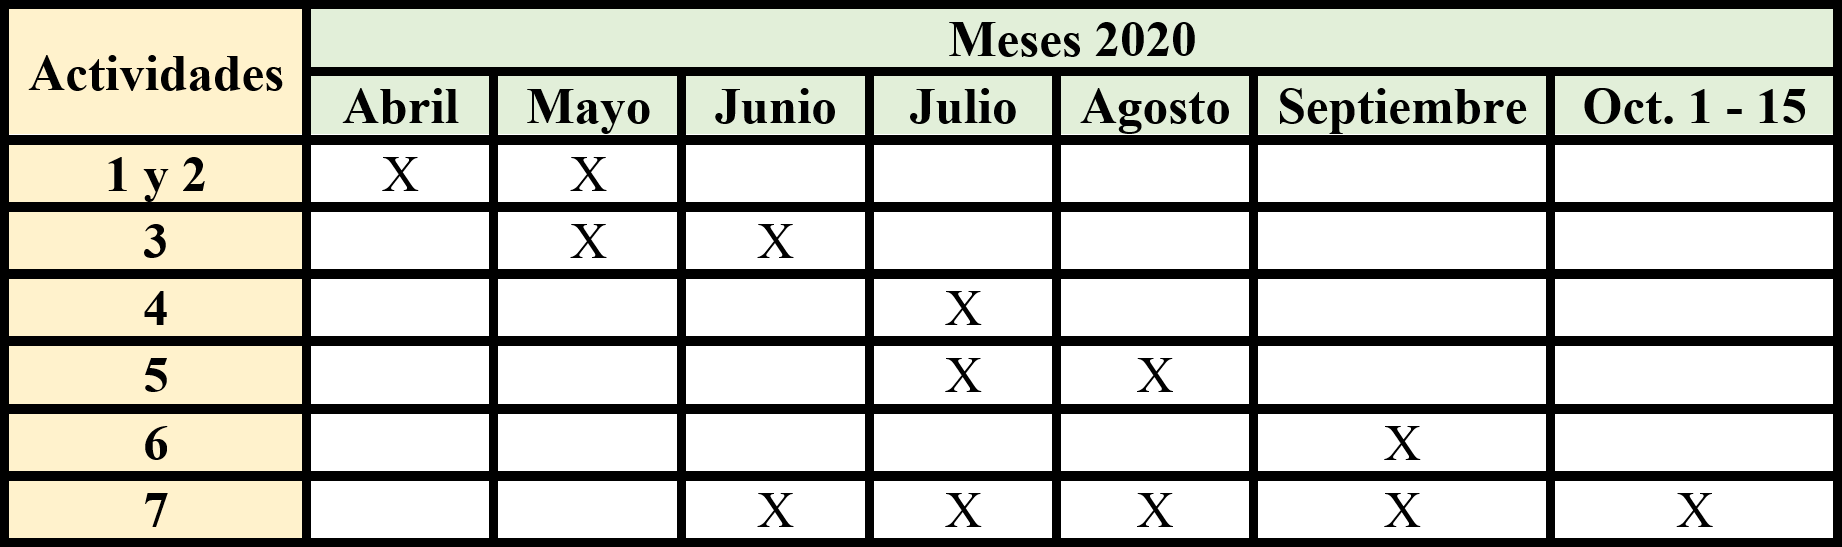 Actividades
Meses 2020
Abril Mayo Junio Julio Agosto Septiembre Oct. 1 - 15
1 y 2 X X
3 X X
4 X
5 X X
6 X
7 X X X X X